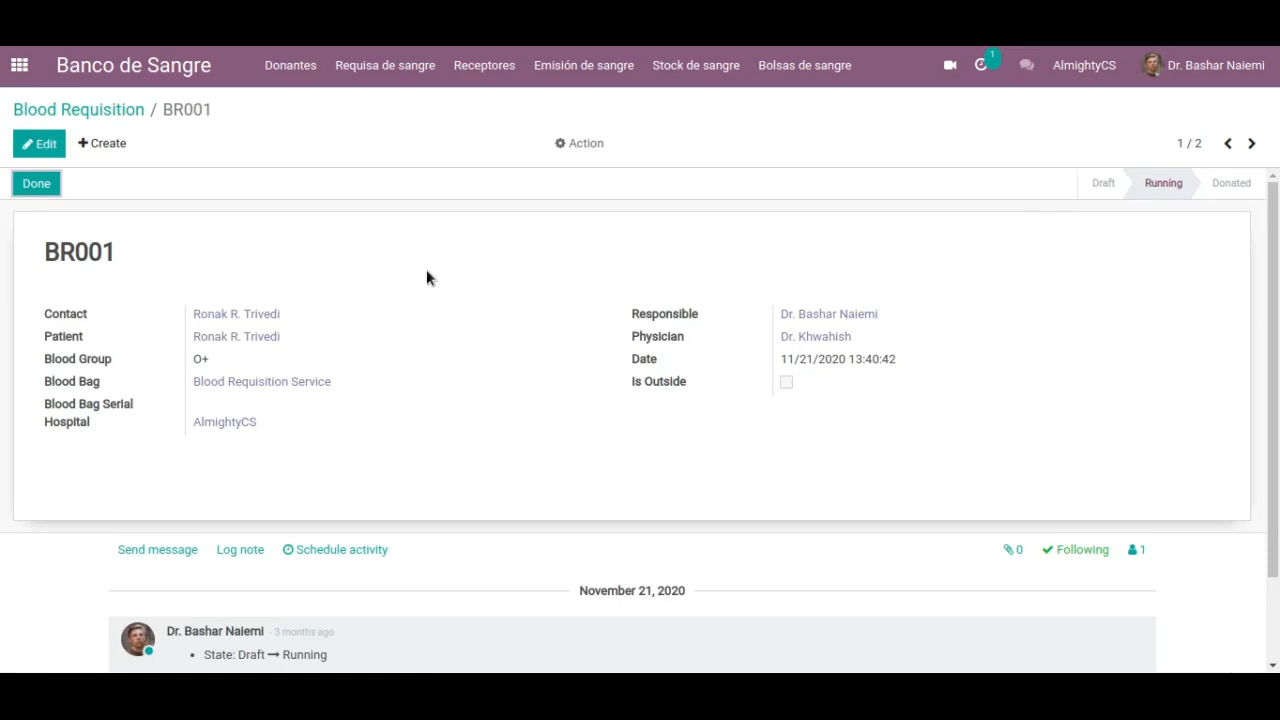 Banco de Sangre Donantes Requisa de sangre Receptores Emisión de sangre Stock de sangre Bolsas de sangre 1 AlmightyCS Dr. Bashar Naiemi
Blood Requisition / BR001
Edit Create Action 1 / 2
Done Draft Running Donated
BR001
Contact Ronak R. Trivedi Responsible Dr. Bashar Naiemi
Patient Ronak R. Trivedi Physician Dr. Khwahish
Blood Group O+ Date 11/21/2020 13:40:42
Blood Bag Blood Requisition Service Is Outside
Blood Bag Serial
Hospital AlmightyCS
Send message Log note Schedule activity 0 Following 1
November 21, 2020
Dr. Bashar Naiemi - 3 months ago
• State: Draft → Running